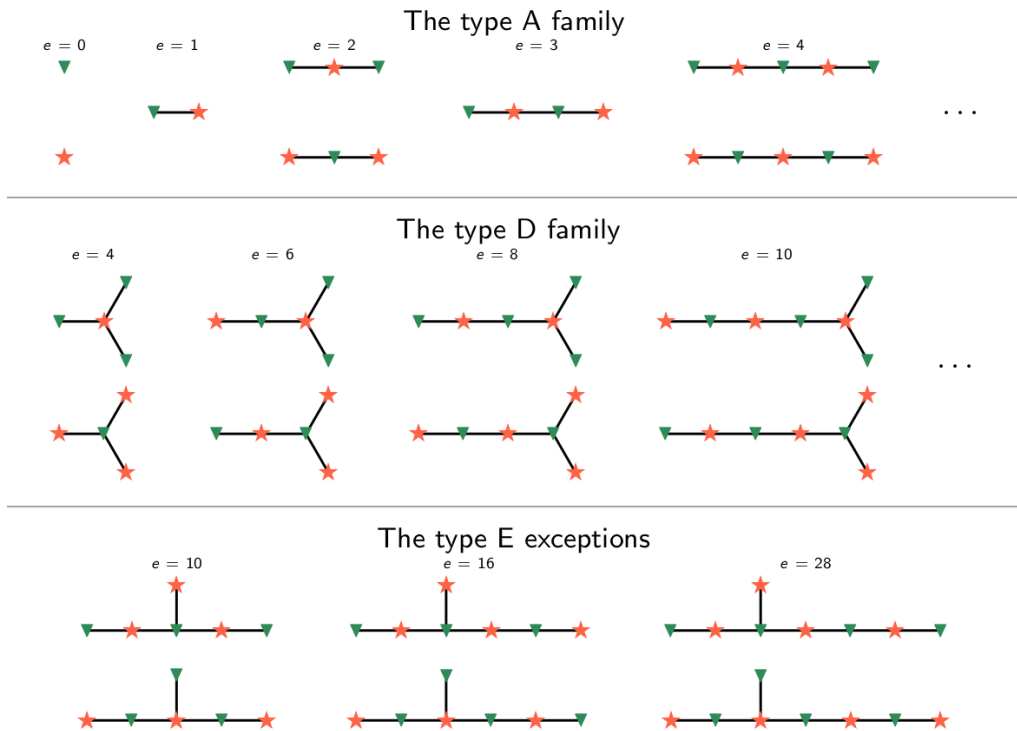 The type A family
e = 0 e = 1 e = 2 e = 3 e = 4
...
The type D family
e = 4 e = 6 e = 8 e = 10
...
The type E exceptions
e = 10 e = 16 e = 28